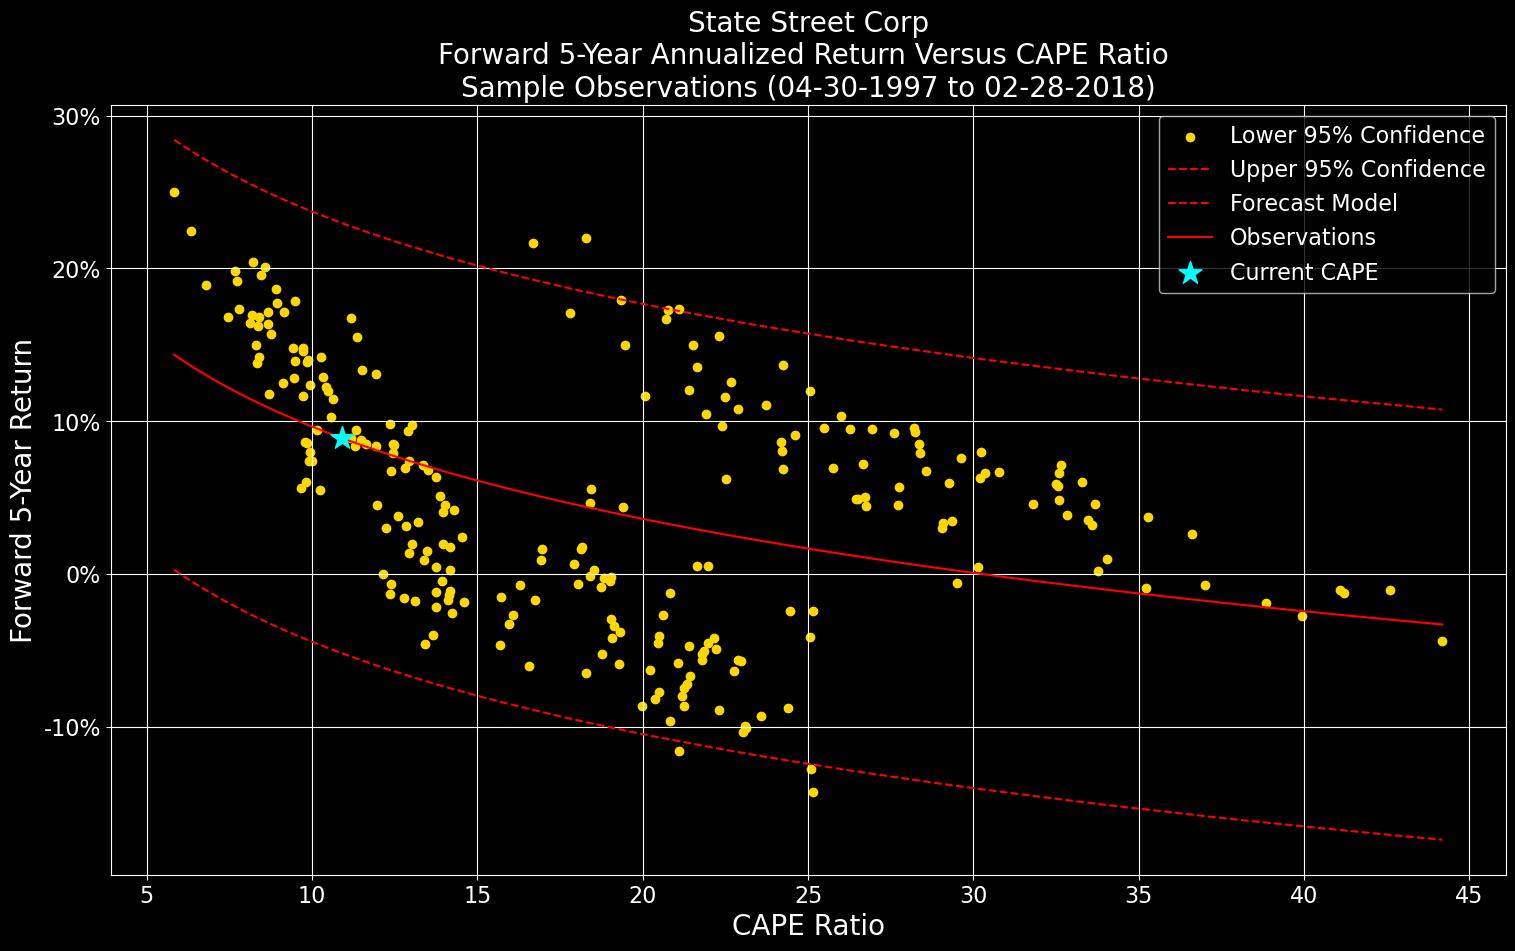 State Street Corp
Forward 5-Year Annualized Return Versus CAPE Ratio
Sample Observations (04-30-1997 to 02-28-2018)
Lower 95% Confidence
Upper 95% Confidence
Forecast Model
Observations
Current CAPE
Forward 5-Year Return
30%
20%
10%
0%
-10%
5 10 15 20 25 30 35 40 45
CAPE Ratio